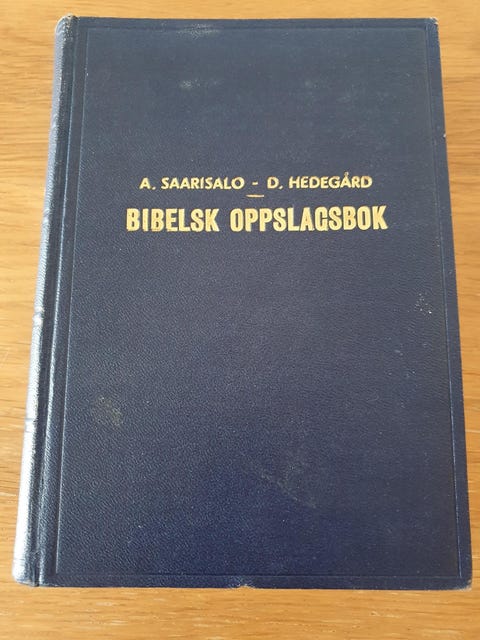 A. SAARISALO - D. HEDEGÅRD
BIBELSK OPPSLAGSBOK